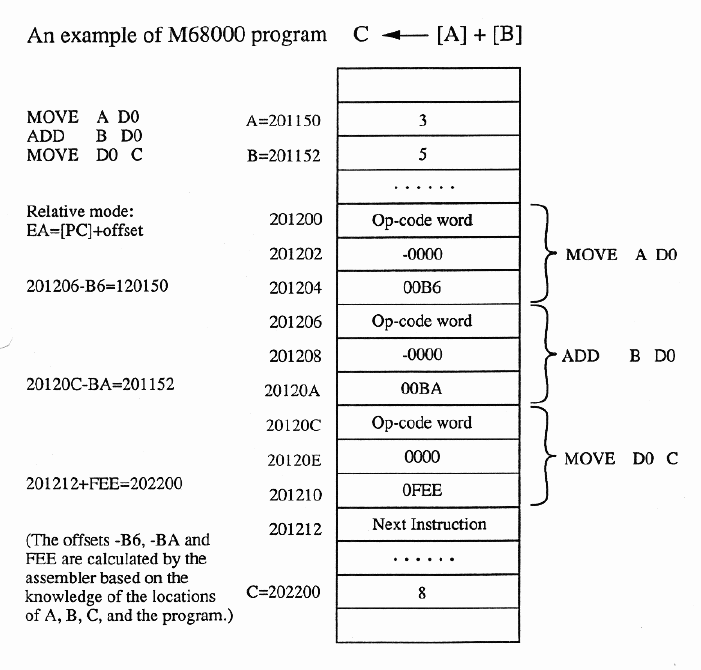 An example of M68000 program C ← [A] + [B]
MOVE A D0
ADD B D0
MOVE D0 C
A=201150 3
B=201152 5
. . . . . .
Relative mode:
EA=[PC]+offset
201200 Op-code word
201202 -0000
201204 00B6
MOVE A D0
201206-B6=120150
201206 Op-code word
201208 -0000
20120A 00BA
ADD B D0
20120C-BA=201152
20120C Op-code word
20120E 0000
201210 0FEE
MOVE D0 C
201212+FEE=202200
201212 Next Instruction
. . . . . .
(The offsets -B6, -BA and
FEE are calculated by the
assembler based on the
knowledge of the locations
of A, B, C, and the program.)
C=202200 8